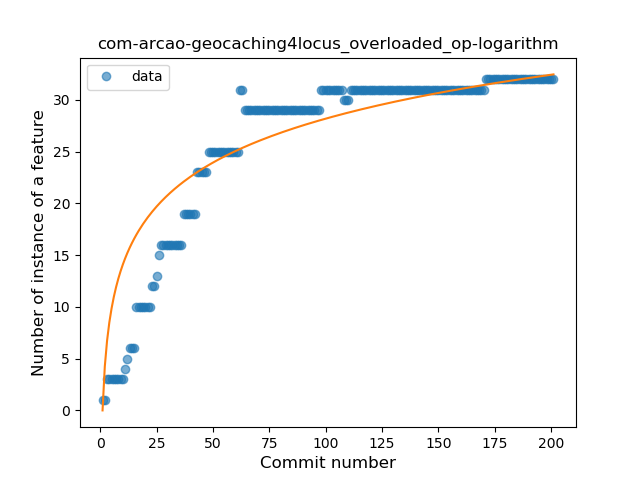 com-arcao-geocaching4locus_overloaded_op-logarithm
data
Number of instance of a feature
30
25
20
15
10
5
0
0 25 50 75 100 125 150 175 200
Commit number